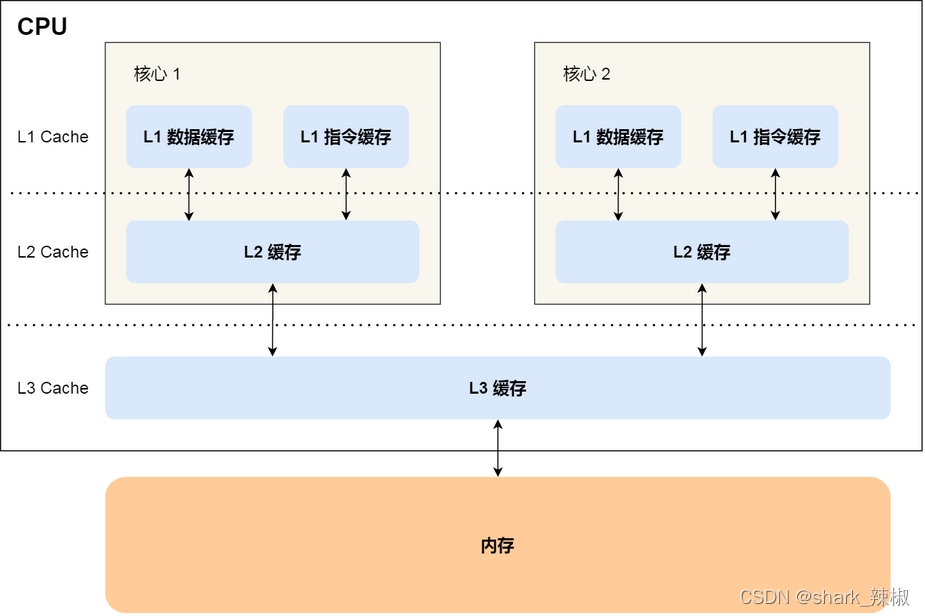 CPU
核心 1
核心 2
L1 Cache
L1 数据缓存
L1 指令缓存
L1 数据缓存
L1 指令缓存
L2 Cache
L2 缓存
L2 缓存
L3 Cache
L3 缓存
内存
CSDN @shark_辣椒